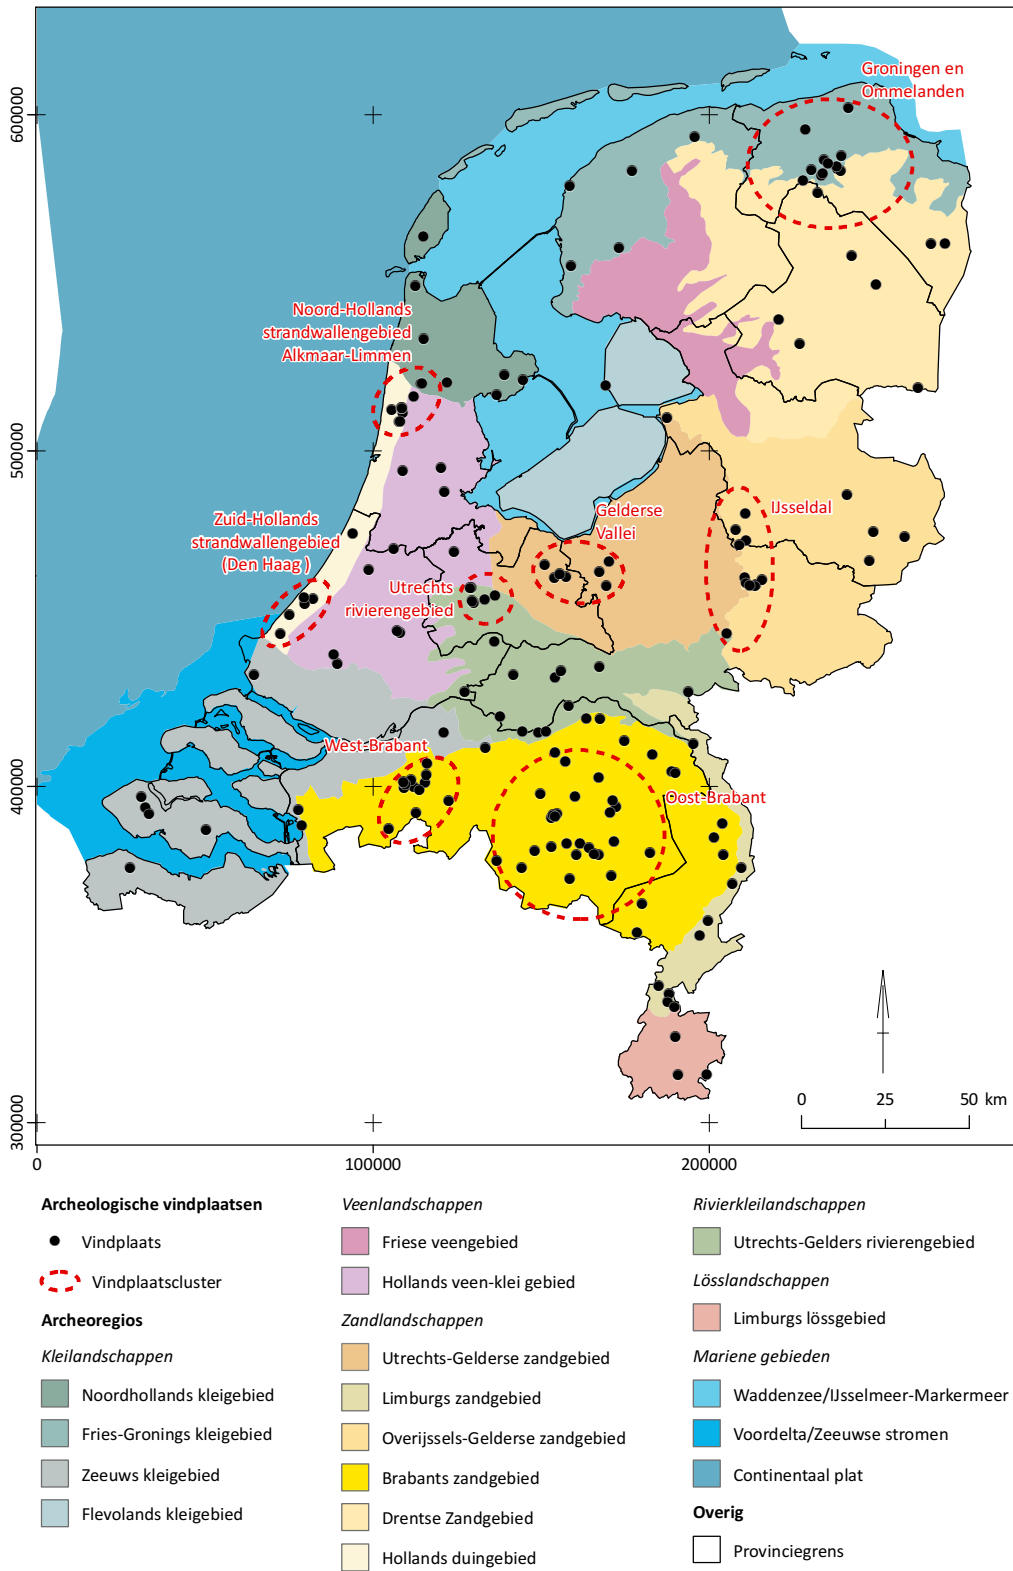 Groningen en
Ommelanden
600000
Noord-Hollands
strandwallengebied
Alkmaar-Limmen
500000
Gelderse
Vallei
IJsseldal
Zuid-Hollands
strandwallengebied
(Den Haag )
Utrechts
rivierengebied
West-Brabant
400000
Oost-Brabant
0 25 50 km
300000
0 100000 200000
Archeologische vindplaatsen
Vindplaats
Vindplaatscluster
Archeoregios
Kleilandschappen
Noordhollands kleigebied
Fries-Gronings kleigebied
Zeeuws kleigebied
Flevolands kleigebied
Veenlandschappen
Friese veengebied
Hollands veen-klei gebied
Zandlandschappen
Utrechts-Gelderse zandgebied
Limburgs zandgebied
Overijssels-Gelderse zandgebied
Brabants zandgebied
Drentse Zandgebied
Hollands duingebied
Rivierkleilandschappen
Utrechts-Gelders rivierengebied
Lösslandschappen
Limburgs lössgebied
Mariene gebieden
Waddenzee/IJsselmeer-Markermeer
Voordelta/Zeeuwse stromen
Continentaal plat
Overig
Provinciegrens